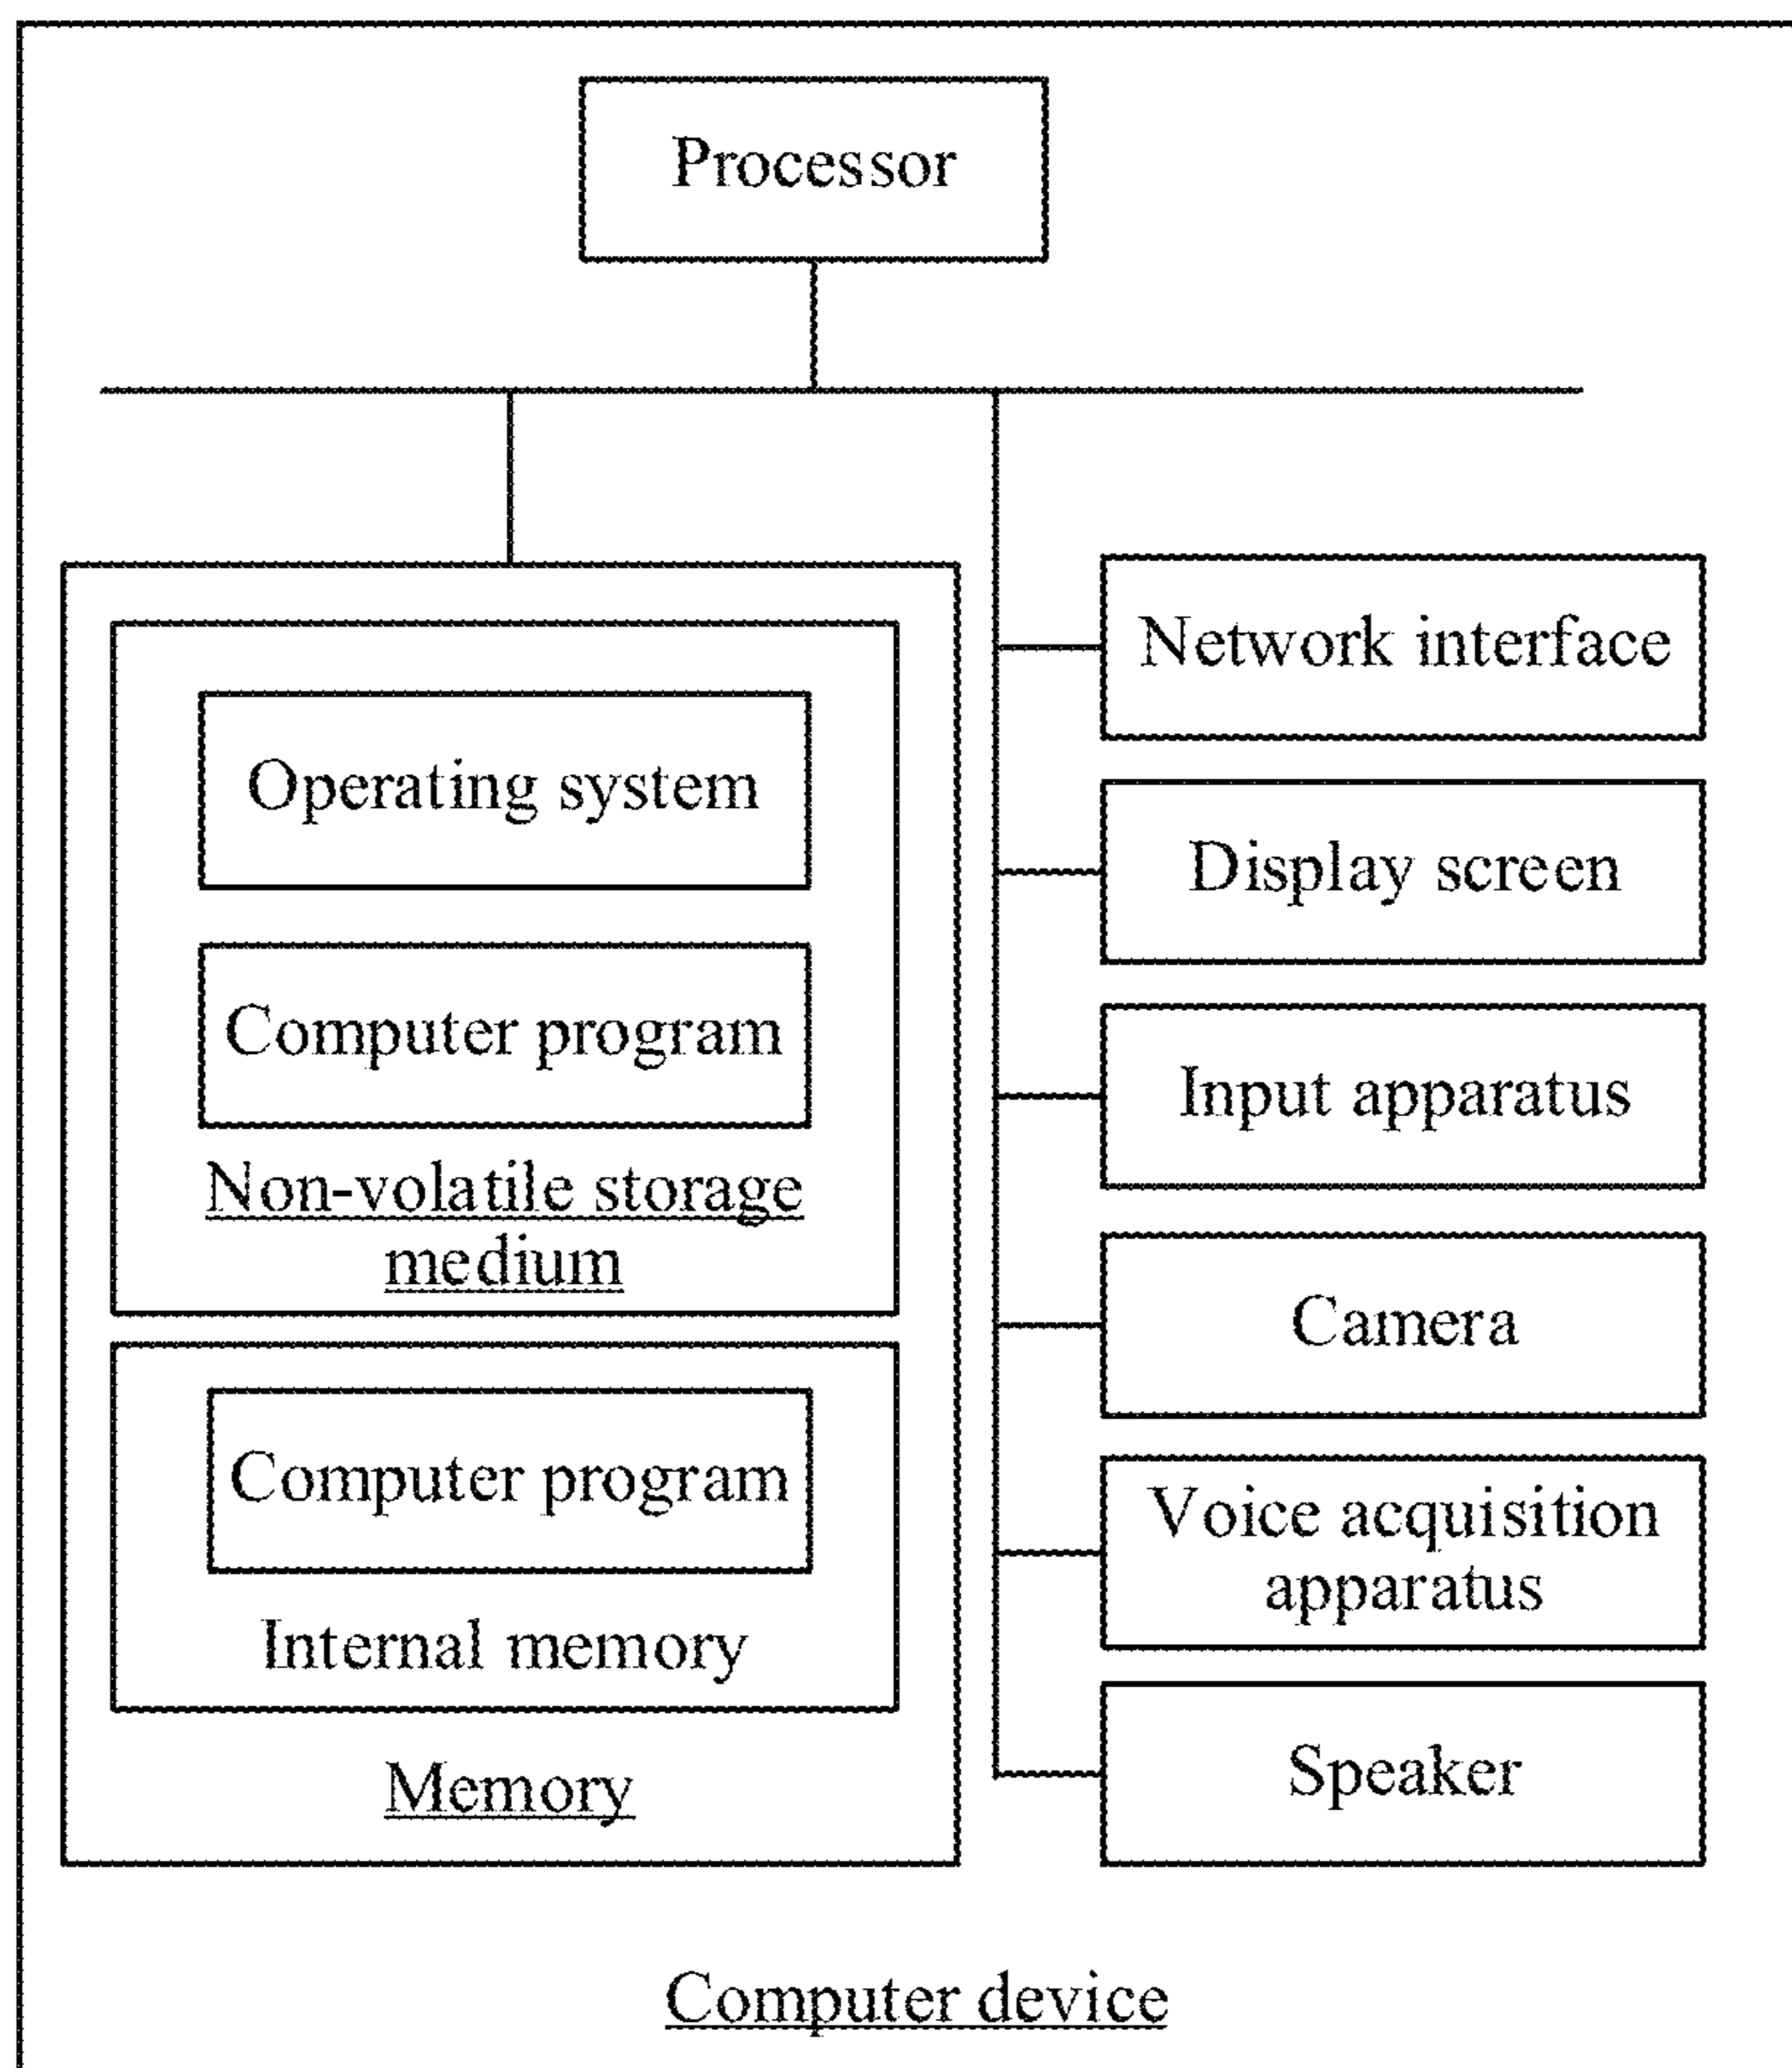 Processor
Operating system
Computer program
Non-volatile storage
medium
Computer program
Internal memory
Memory
Network interface
Display screen
Input apparatus
Camera
Voice acquisition
apparatus
Speaker
Computer device